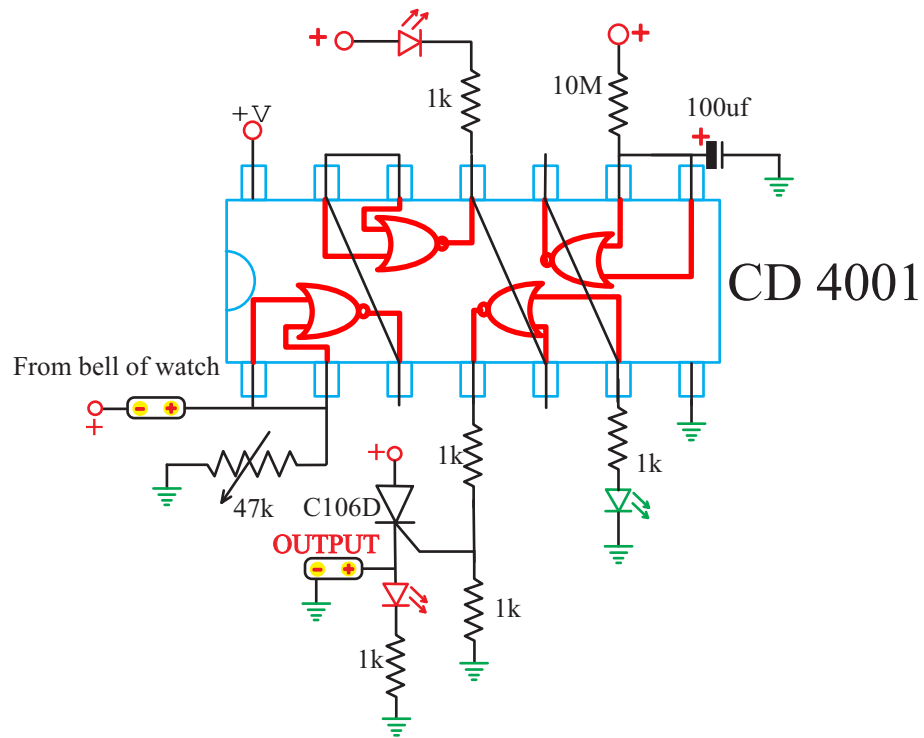 +
+
1k
10M
100uf
+
+V
CD 4001
From bell of watch
- +
+
1k
1k
+
47k
C106D
OUTPUT
- +
1k
1k